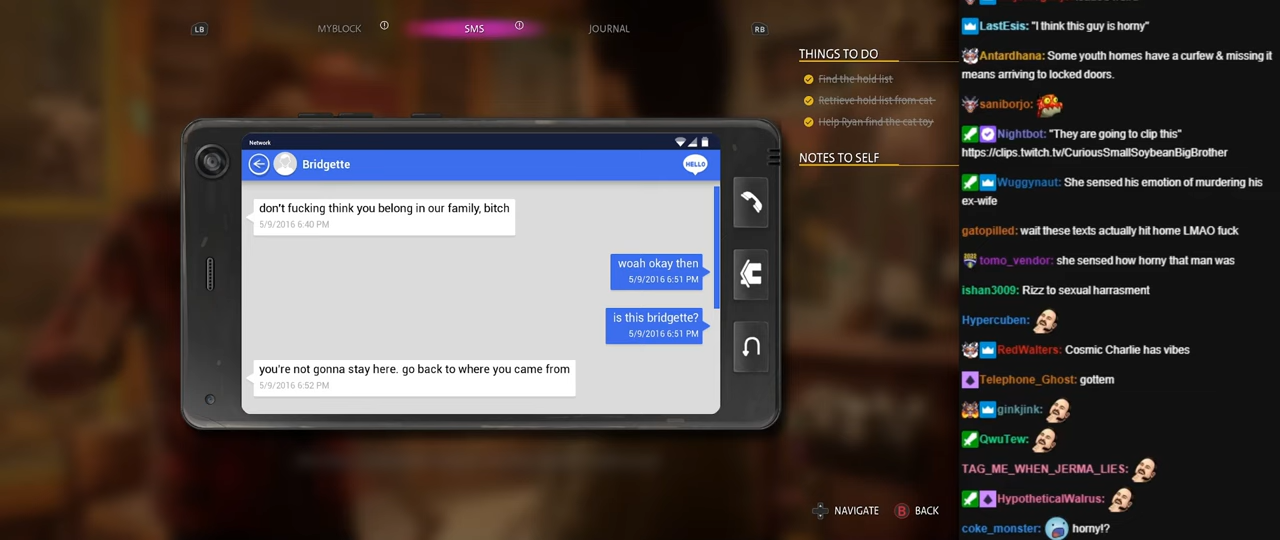 LB
MYBLOCK
SMS
JOURNAL
RB
THINGS TO DO
Find the hold list
Retrieve hold list from cat
Help Ryan find the cat toy
NOTES TO SELF
Network
Bridgette
HELLO
don't fucking think you belong in our family, bitch
5/9/2016 6:40 PM
woah okay then
5/9/2016 6:51 PM
is this bridgette?
5/9/2016 6:51 PM
you're not gonna stay here. go back to where you came from
5/9/2016 6:52 PM
NAVIGATE
B BACK
LastEsis: "I think this guy is horny"
Antardhana: Some youth homes have a curfew & missing it
means arriving to locked doors.
saniborjo:
Nightbot: "They are going to clip this"
https://clips.twitch.tv/CuriousSmallSoybeanBigBrother
Wuggynaut: She sensed his emotion of murdering his
ex-wife
gatopilled: wait these texts actually hit home LMAO fuck
tomo_vendor: she sensed how horny that man was
ishan3009: Rizz to sexual harrasment
Hypercuben:
RedWalters: Cosmic Charlie has vibes
Telephone_Ghost: gottem
ginkjink:
QwuTew:
TAG_ME_WHEN_JERMA_LIES:
HypotheticalWalrus:
coke_monster: horny!?